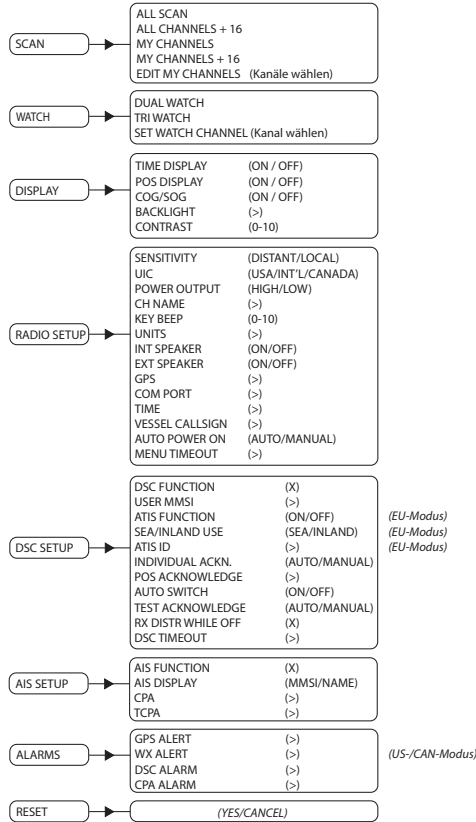 SCAN
ALL SCAN
ALL CHANNELS + 16
MY CHANNELS
MY CHANNELS + 16
EDIT MY CHANNELS (Kanäle wählen)
WATCH
DUAL WATCH
TRI WATCH
SET WATCH CHANNEL (Kanal wählen)
DISPLAY
TIME DISPLAY (ON / OFF)
POS DISPLAY (ON / OFF)
COG/SOG (ON / OFF)
BACKLIGHT (>)
CONTRAST (0-10)
RADIO SETUP
SENSITIVITY (DISTANT/LOCAL)
UIC (USA/INT'L/CANADA)
POWER OUTPUT (HIGH/LOW)
CH NAME (>)
KEY BEEP (0-10)
UNITS (>)
INT SPEAKER (ON/OFF)
EXT SPEAKER (ON/OFF)
GPS (>)
COM PORT (>)
TIME (>)
VESSEL CALLSIGN (>)
AUTO POWER ON (AUTO/MANUAL)
MENU TIMEOUT (>)
DSC SETUP
DSC FUNCTION (X)
USER MMSI (>)
ATIS FUNCTION (ON/OFF) (EU-Modus)
SEA/INLAND USE (SEA/INLAND) (EU-Modus)
ATIS ID (>) (EU-Modus)
INDIVIDUAL ACKN. (AUTO/MANUAL)
POS ACKNOWLEDGE (>)
AUTO SWITCH (ON/OFF)
TEST ACKNOWLEDGE (AUTO/MANUAL)
RX DISTR WHILE OFF (X)
DSC TIMEOUT (>)
AIS SETUP
AIS FUNCTION (X)
AIS DISPLAY (MMSI/NAME)
CPA (>)
TCPA (>)
ALARMS
GPS ALERT (>)
WX ALERT (>) (US-/CAN-Modus)
DSC ALARM (>)
CPA ALARM (>)
RESET
(YES/CANCEL)